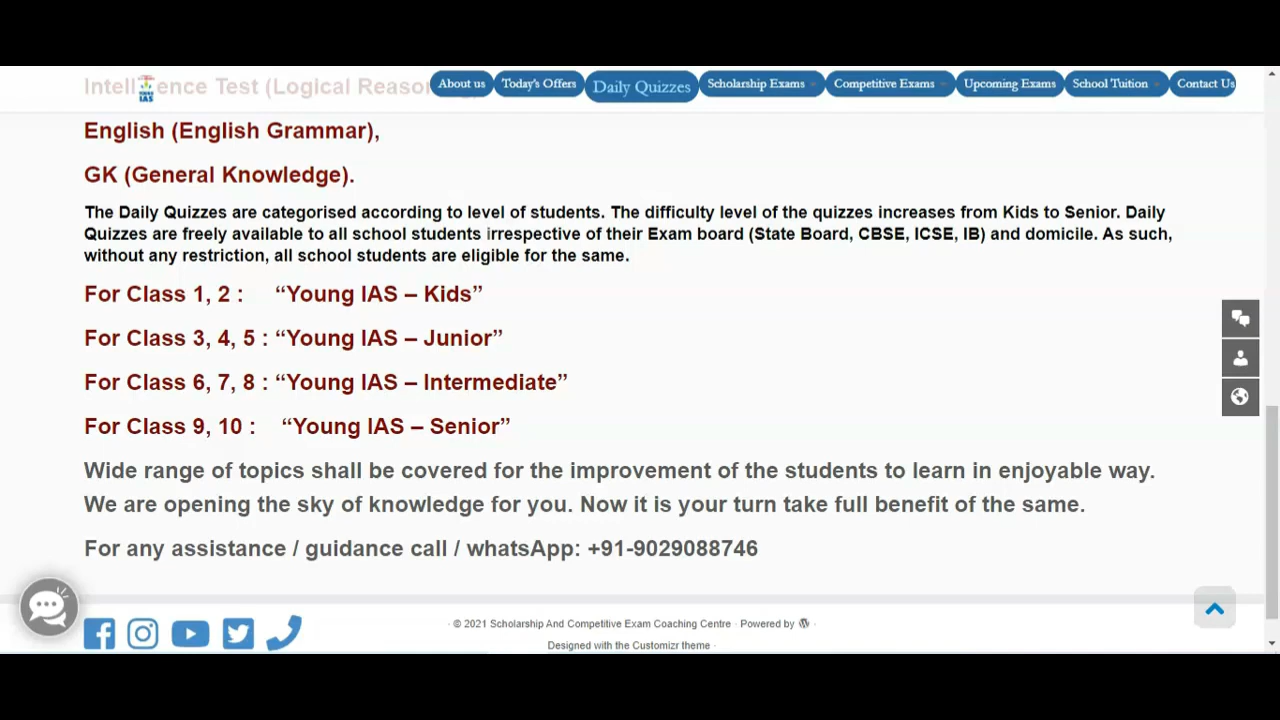 Intelligence Test (Logical Reaso
IAS
About us
Today's Offers
Daily Quizzes
Scholarship Exams
Competitive Exams
Upcoming Exams
School Tuition
Contact Us
English (English Grammar),
GK (General Knowledge).
The Daily Quizzes are categorised according to level of students. The difficulty level of the quizzes increases from Kids to Senior. Daily
Quizzes are freely available to all school students irrespective of their Exam board (State Board, CBSE, ICSE, IB) and domicile. As such,
without any restriction, all school students are eligible for the same.
For Class 1, 2 : “Young IAS – Kids”
For Class 3, 4, 5 : “Young IAS – Junior”
For Class 6, 7, 8 : “Young IAS – Intermediate”
For Class 9, 10 : “Young IAS – Senior”
Wide range of topics shall be covered for the improvement of the students to learn in enjoyable way.
We are opening the sky of knowledge for you. Now it is your turn take full benefit of the same.
For any assistance / guidance call / whatsApp: +91-9029088746
· © 2021 Scholarship And Competitive Exam Coaching Centre · Powered by ·
Designed with the Customizr theme ·